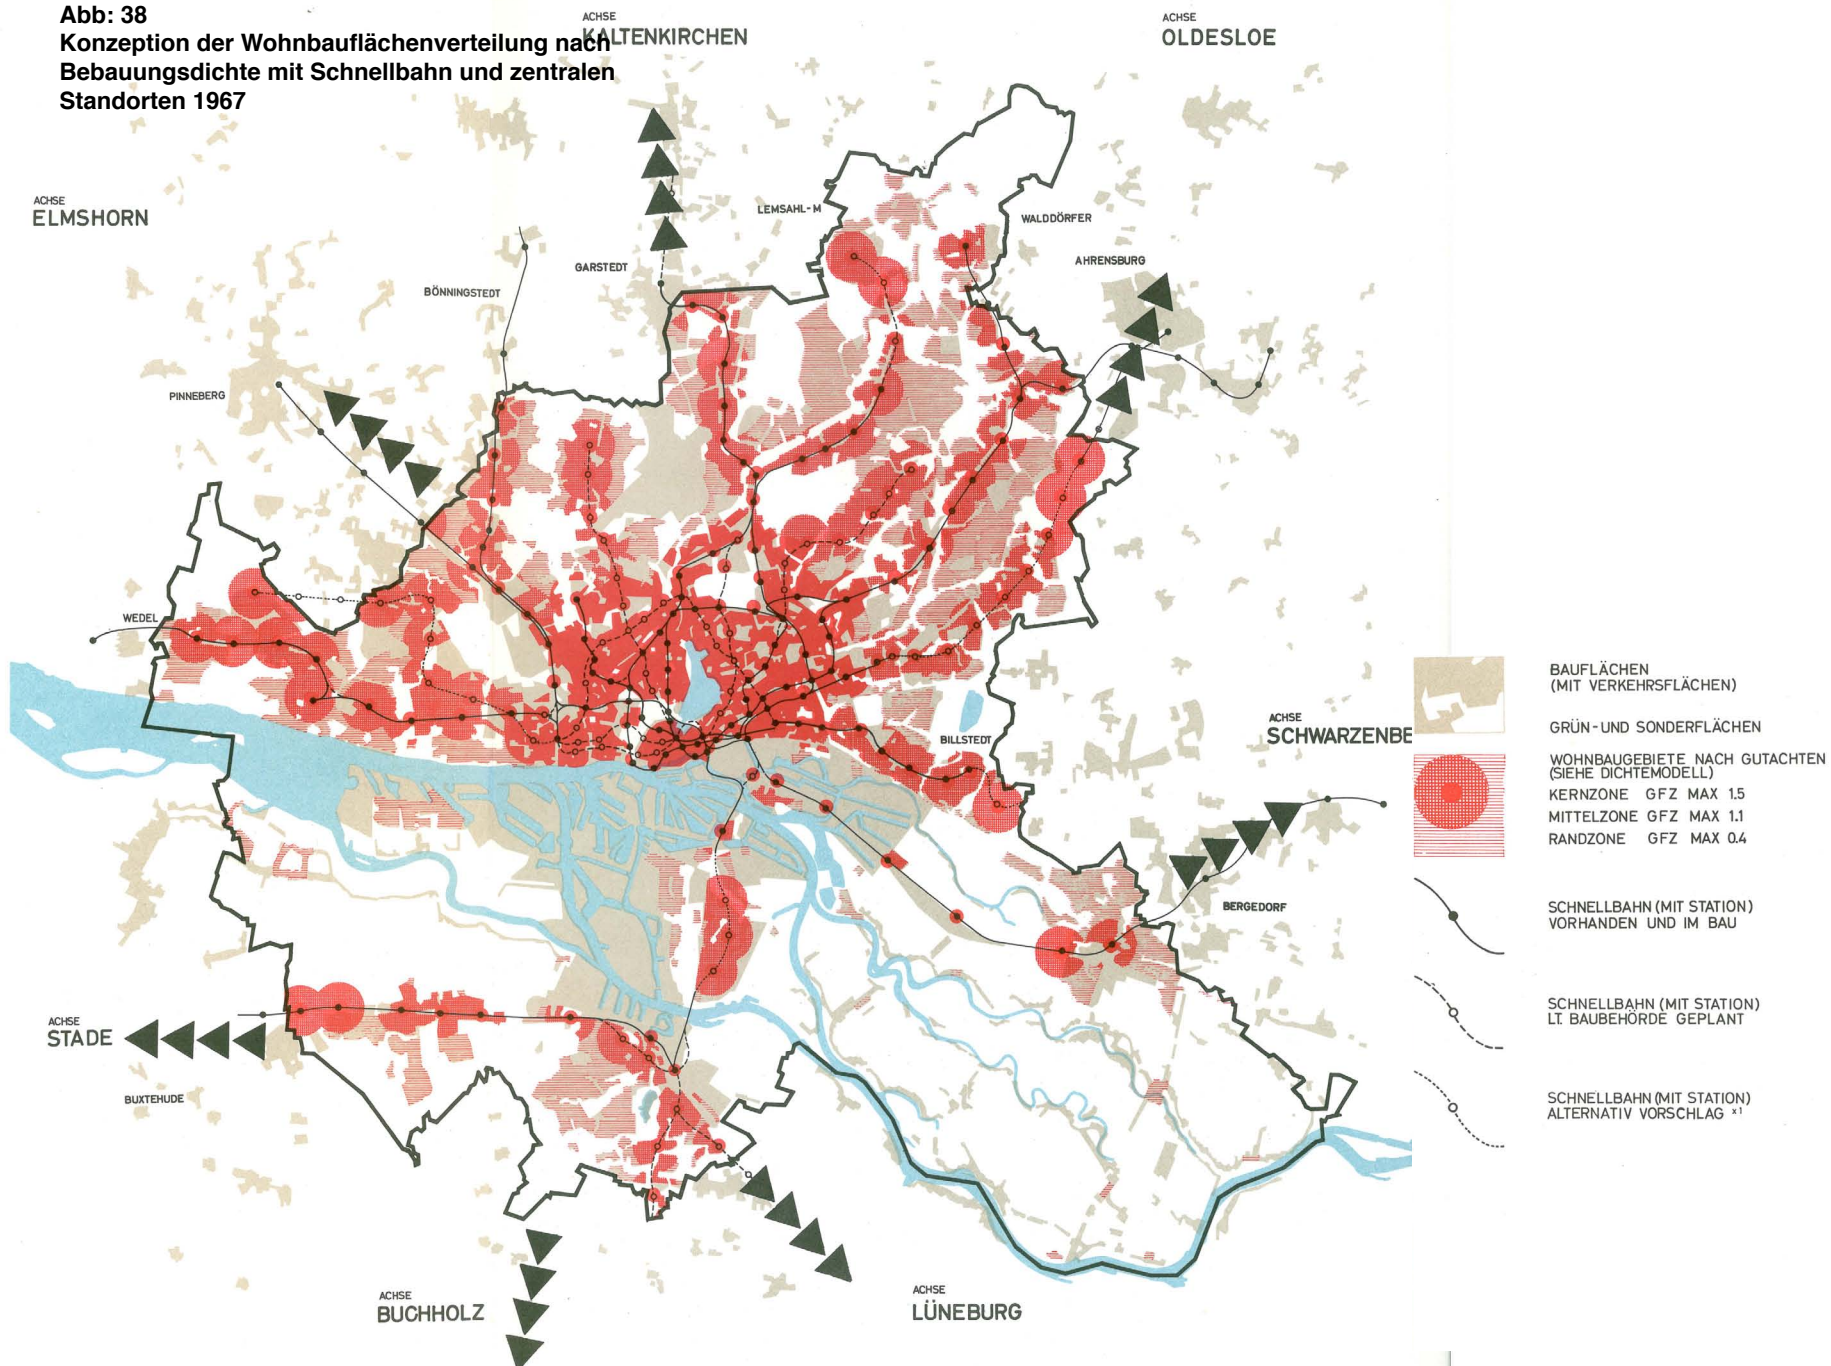 Abb: 38
Konzeption der Wohnbauflächenverteilung nach
Bebauungsdichte mit Schnellbahn und zentralen
Standorten 1967
ACHSE
KALTENKIRCHEN
ACHSE
OLDESLOE
ACHSE
ELMSHORN
LEMSAHL-M
WALDDÖRFER
GARSTEDT
AHRENSBURG
BÖNNINGSTEDT
PINNEBERG
WEDEL
BILLSTEDT
ACHSE
SCHWARZENBE
BERGEDORF
ACHSE
STADE
BUXTEHUDE
ACHSE
BUCHHOLZ
ACHSE
LÜNEBURG
BAUFLÄCHEN
(MIT VERKEHRSFLÄCHEN)
GRÜN-UND SONDERFLÄCHEN
WOHNBAUGEBIETE NACH GUTACHTEN
(SIEHE DICHTEMODELL)
KERNZONE GFZ MAX 1.5
MITTELZONE GFZ MAX 1.1
RANDZONE GFZ MAX 0.4
SCHNELLBAHN (MIT STATION)
VORHANDEN UND IM BAU
SCHNELLBAHN (MIT STATION)
LT. BAUBEHÖRDE GEPLANT
SCHNELLBAHN (MIT STATION)
ALTERNATIV VORSCHLAG x1